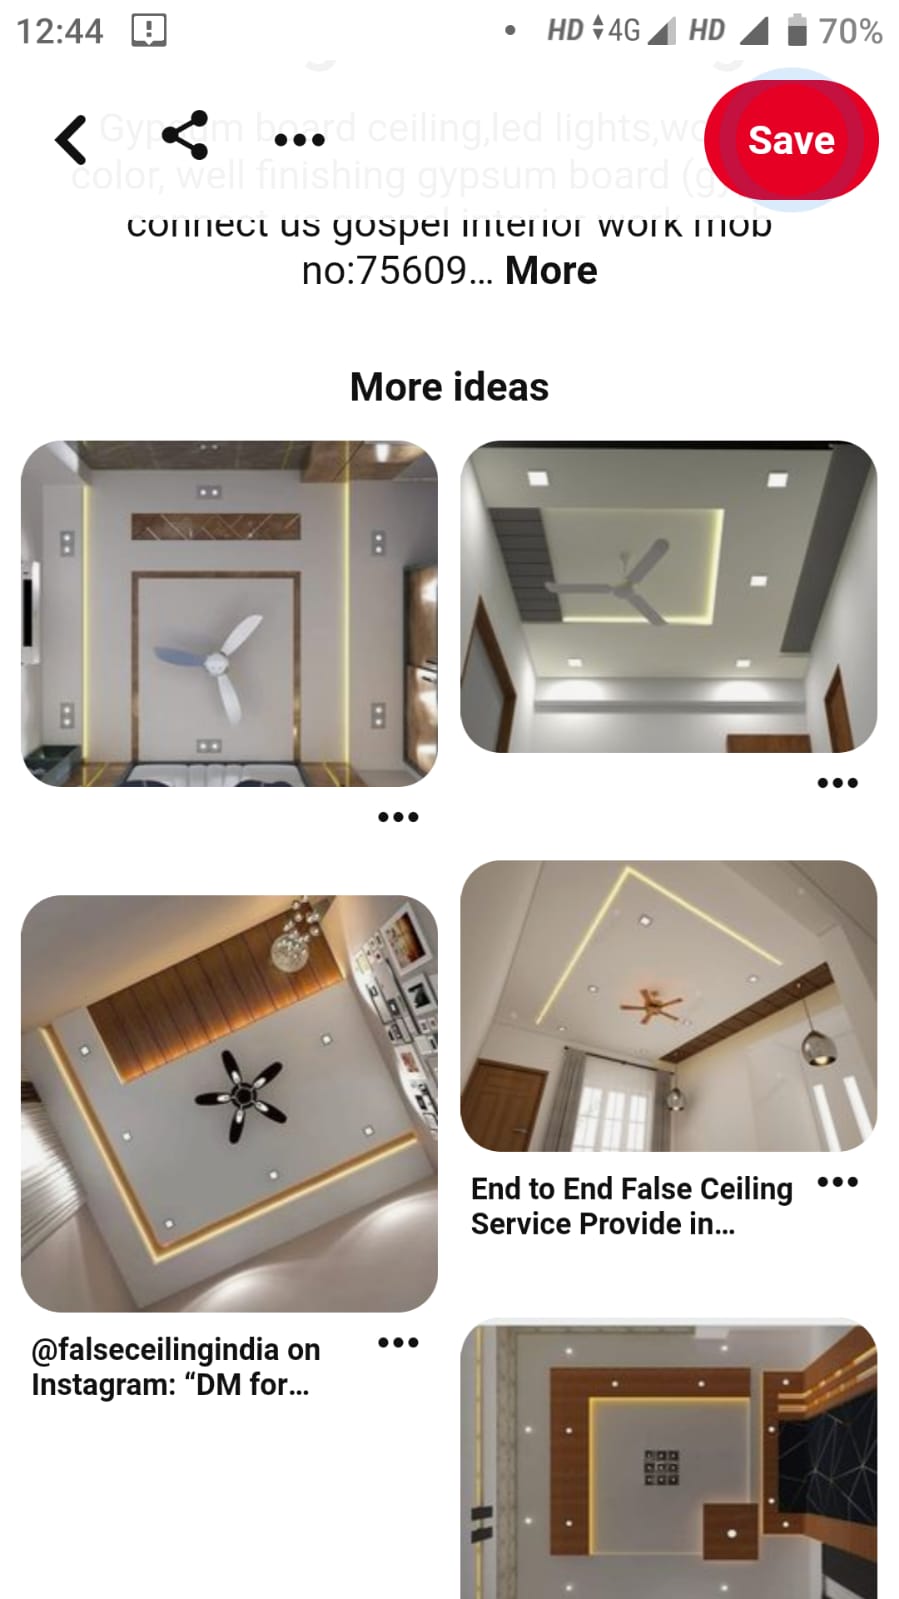 12:44
HD 4G HD 70%
Gypsum board ceiling,led lights,
Save
color, well finishing gypsum board
connect us gospel interior work mob
no:75609... More
More ideas
End to End False Ceiling
Service Provide in...
@falseceilingindia on
Instagram: “DM for...